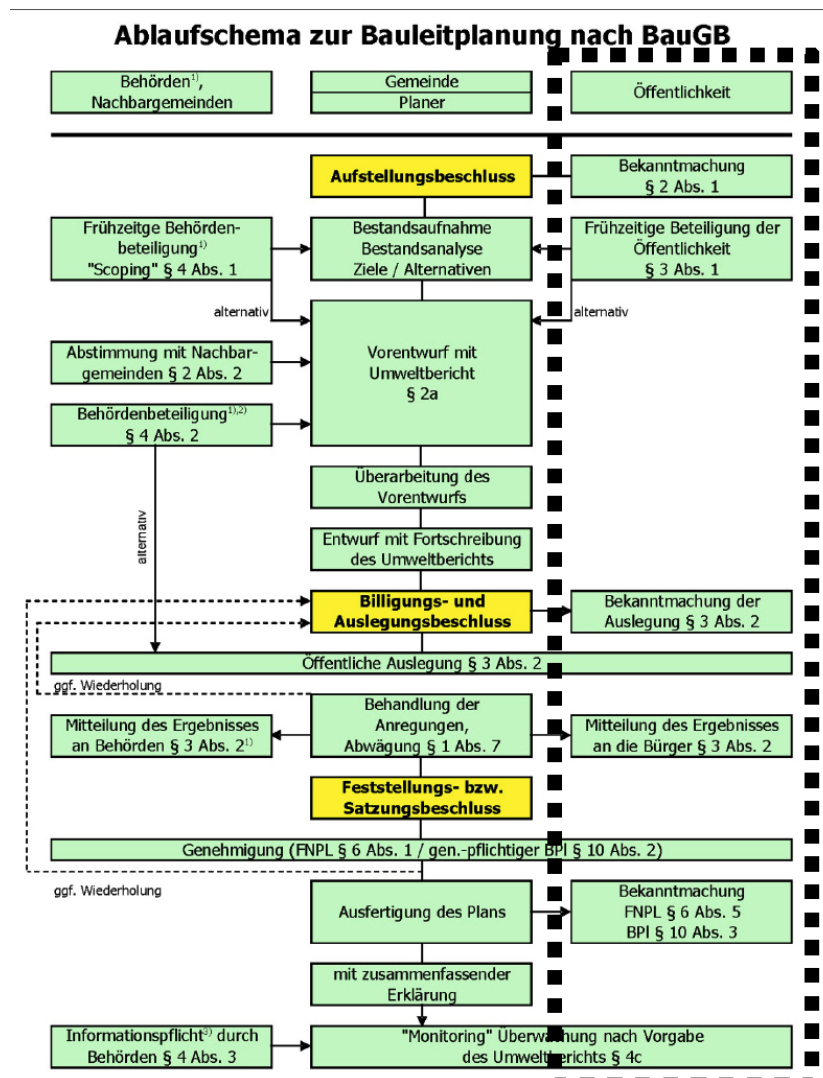 Ablaufschema zur Bauleitplanung nach BauGB
Behörden1),
Nachbargemeinden
Gemeinde
Planer
Öffentlichkeit
Aufstellungsbeschluss
Bekanntmachung
§ 2 Abs. 1
Frühzeitge Behörden-
beteiligung1)
"Scoping" § 4 Abs. 1
Bestandsaufnahme
Bestandsanalyse
Ziele / Alternativen
Frühzeitige Beteiligung der
Öffentlichkeit
§ 3 Abs. 1
alternativ
alternativ
Abstimmung mit Nachbar-
gemeinden § 2 Abs. 2
Vorentwurf mit
Umweltbericht
§ 2a
Behördenbeteiligung1),2)
§ 4 Abs. 2
alternativ
Überarbeitung des
Vorentwurfs
Entwurf mit Fortschreibung
des Umweltberichts
Billigungs- und
Auslegungsbeschluss
Bekanntmachung der
Auslegung § 3 Abs. 2
Öffentliche Auslegung § 3 Abs. 2
ggf. Wiederholung
Mitteilung des Ergebnisses
an Behörden § 3 Abs. 21)
Behandlung der
Anregungen,
Abwägung § 1 Abs. 7
Mitteilung des Ergebnisses
an die Bürger § 3 Abs. 2
Feststellungs- bzw.
Satzungsbeschluss
Genehmigung (FNPL § 6 Abs. 1 / gen.-pflichtiger BPl § 10 Abs. 2)
ggf. Wiederholung
Ausfertigung des Plans
Bekanntmachung
FNPL § 6 Abs. 5
BPl § 10 Abs. 3
mit zusammenfassender
Erklärung
Informationspflicht3) durch
Behörden § 4 Abs. 3
"Monitoring" Überwachung nach Vorgabe
des Umweltberichts § 4c